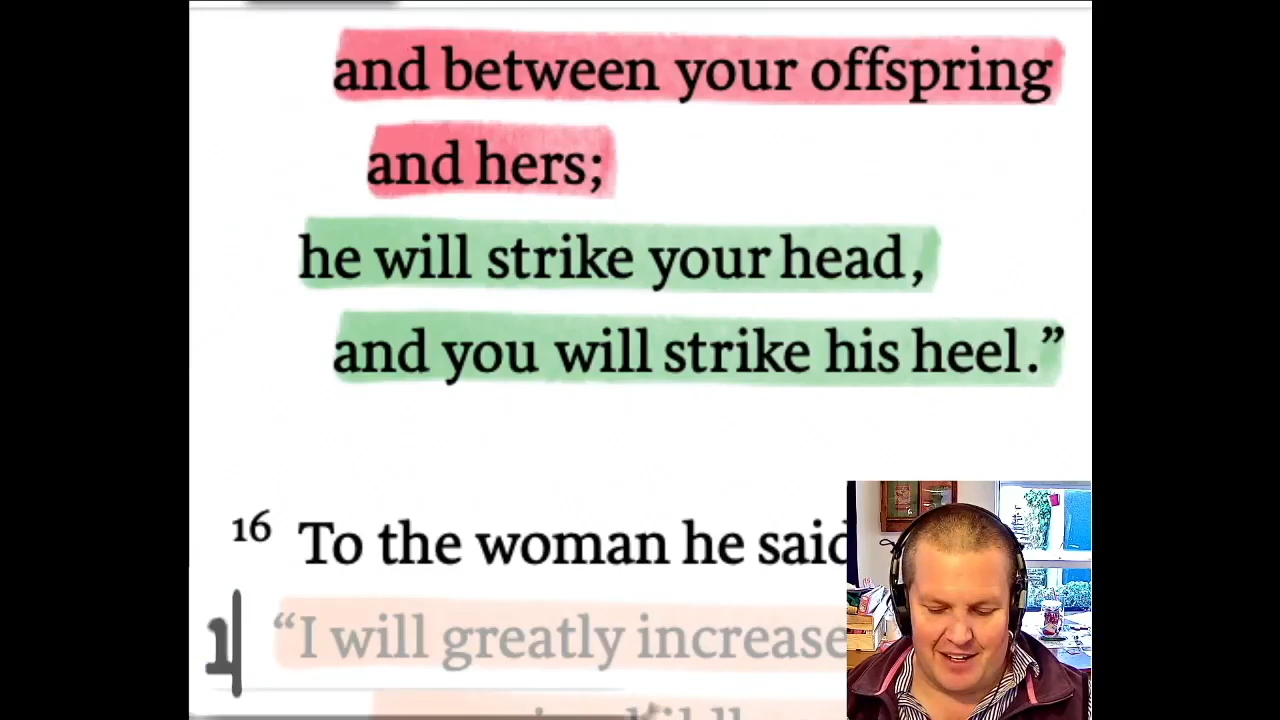 and between your offspring
and hers;
he will strike your head,
and you will strike his heel.”
16 To the woman he said
1 “I will greatly increase